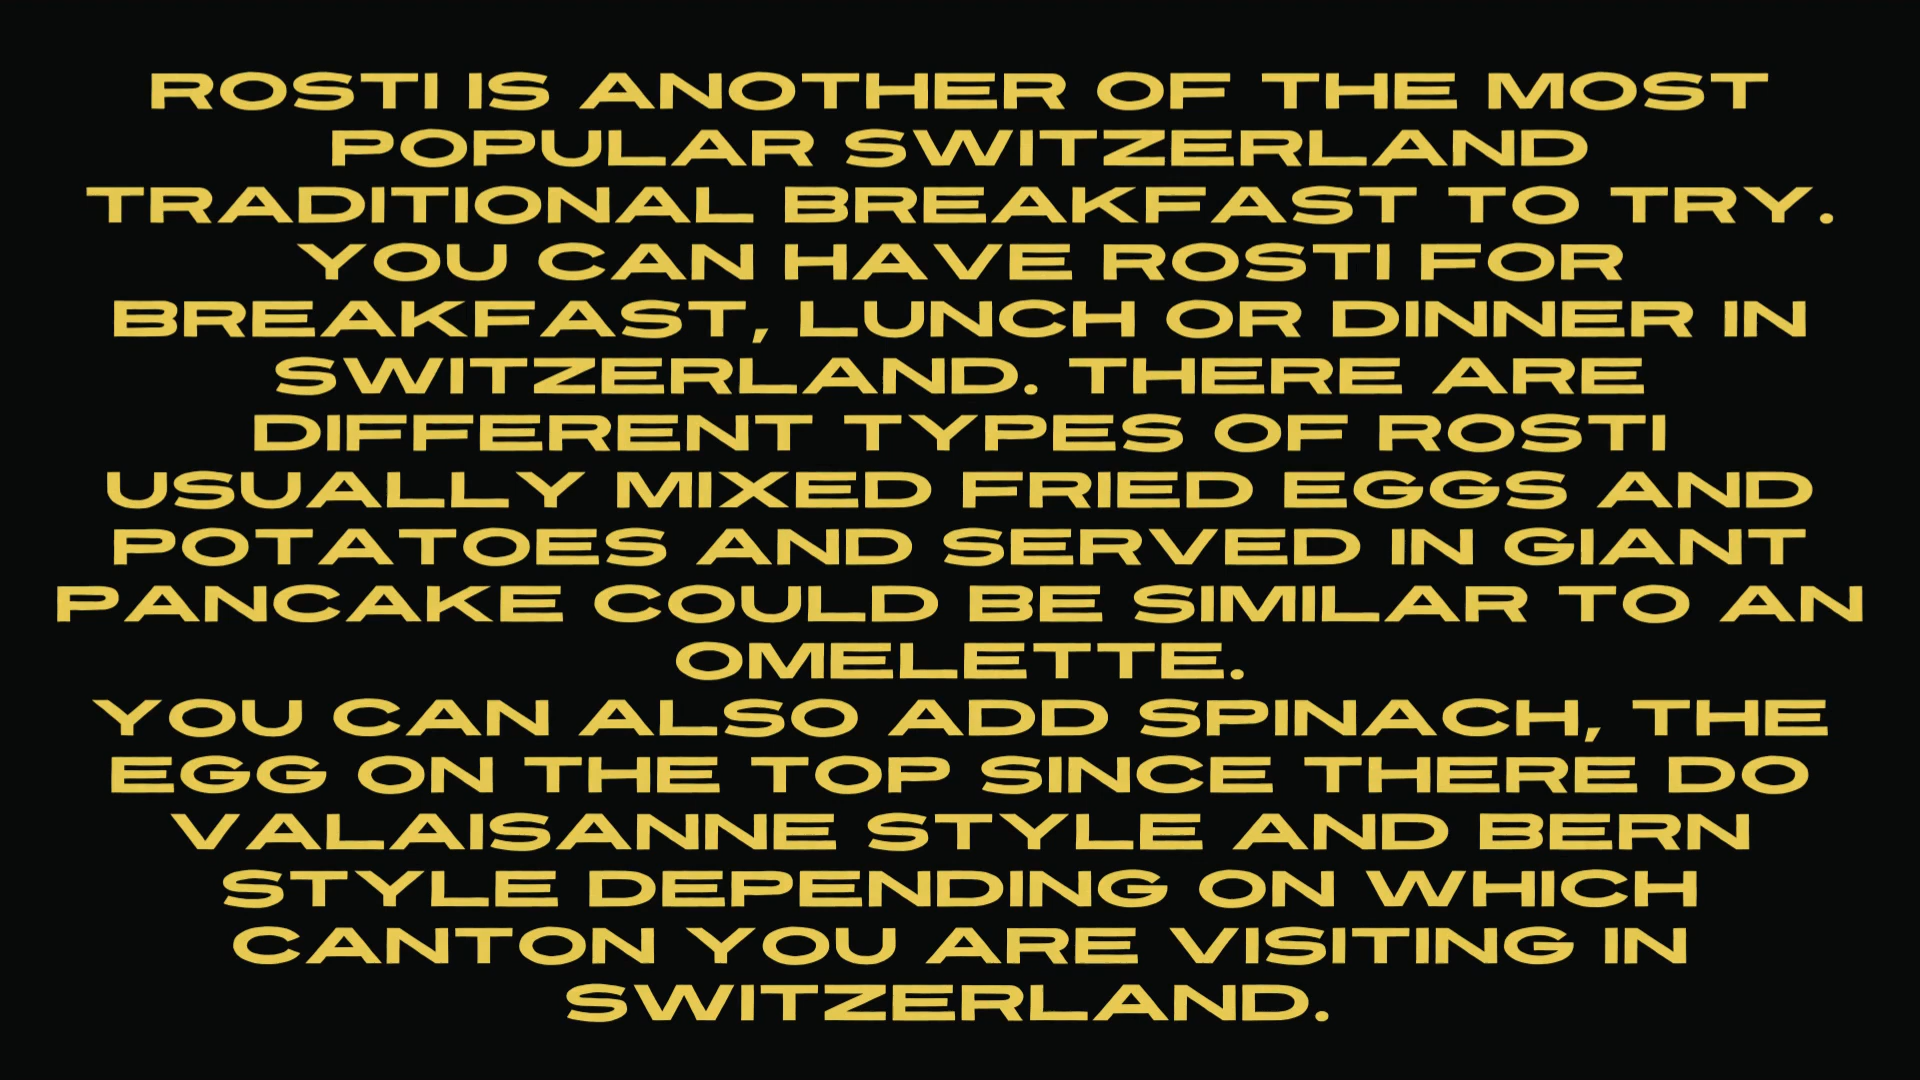 ROSTI IS ANOTHER OF THE MOST
POPULAR SWITZERLAND
TRADITIONAL BREAKFAST TO TRY.
YOU CAN HAVE ROSTI FOR
BREAKFAST, LUNCH OR DINNER IN
SWITZERLAND. THERE ARE
DIFFERENT TYPES OF ROSTI
USUALLY MIXED FRIED EGGS AND
POTATOES AND SERVED IN GIANT
PANCAKE COULD BE SIMILAR TO AN
OMELETTE.
YOU CAN ALSO ADD SPINACH, THE
EGG ON THE TOP SINCE THERE DO
VALAISANNE STYLE AND BERN
STYLE DEPENDING ON WHICH
CANTON YOU ARE VISITING IN
SWITZERLAND.